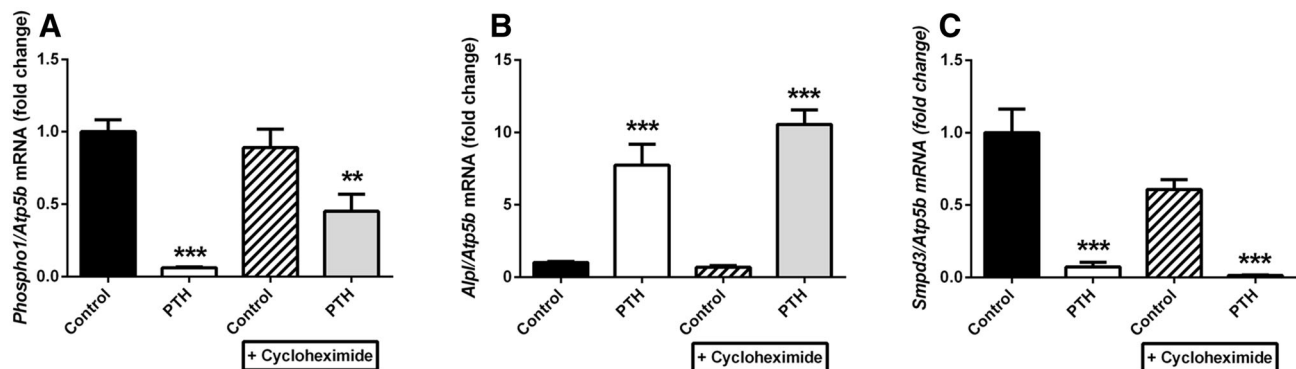 A
Phospho1/Atp5b mRNA (fold change)
1.5
1.0
0.5
0.0
***
**
Control
PTH
Control
PTH
+ Cycloheximide
B
Alpl/Atp5b mRNA (fold change)
15
10
5
0
***
***
Control
PTH
Control
PTH
+ Cycloheximide
C
Smpd3/Atp5b mRNA (fold change)
1.5
1.0
0.5
0.0
***
***
Control
PTH
Control
PTH
+ Cycloheximide